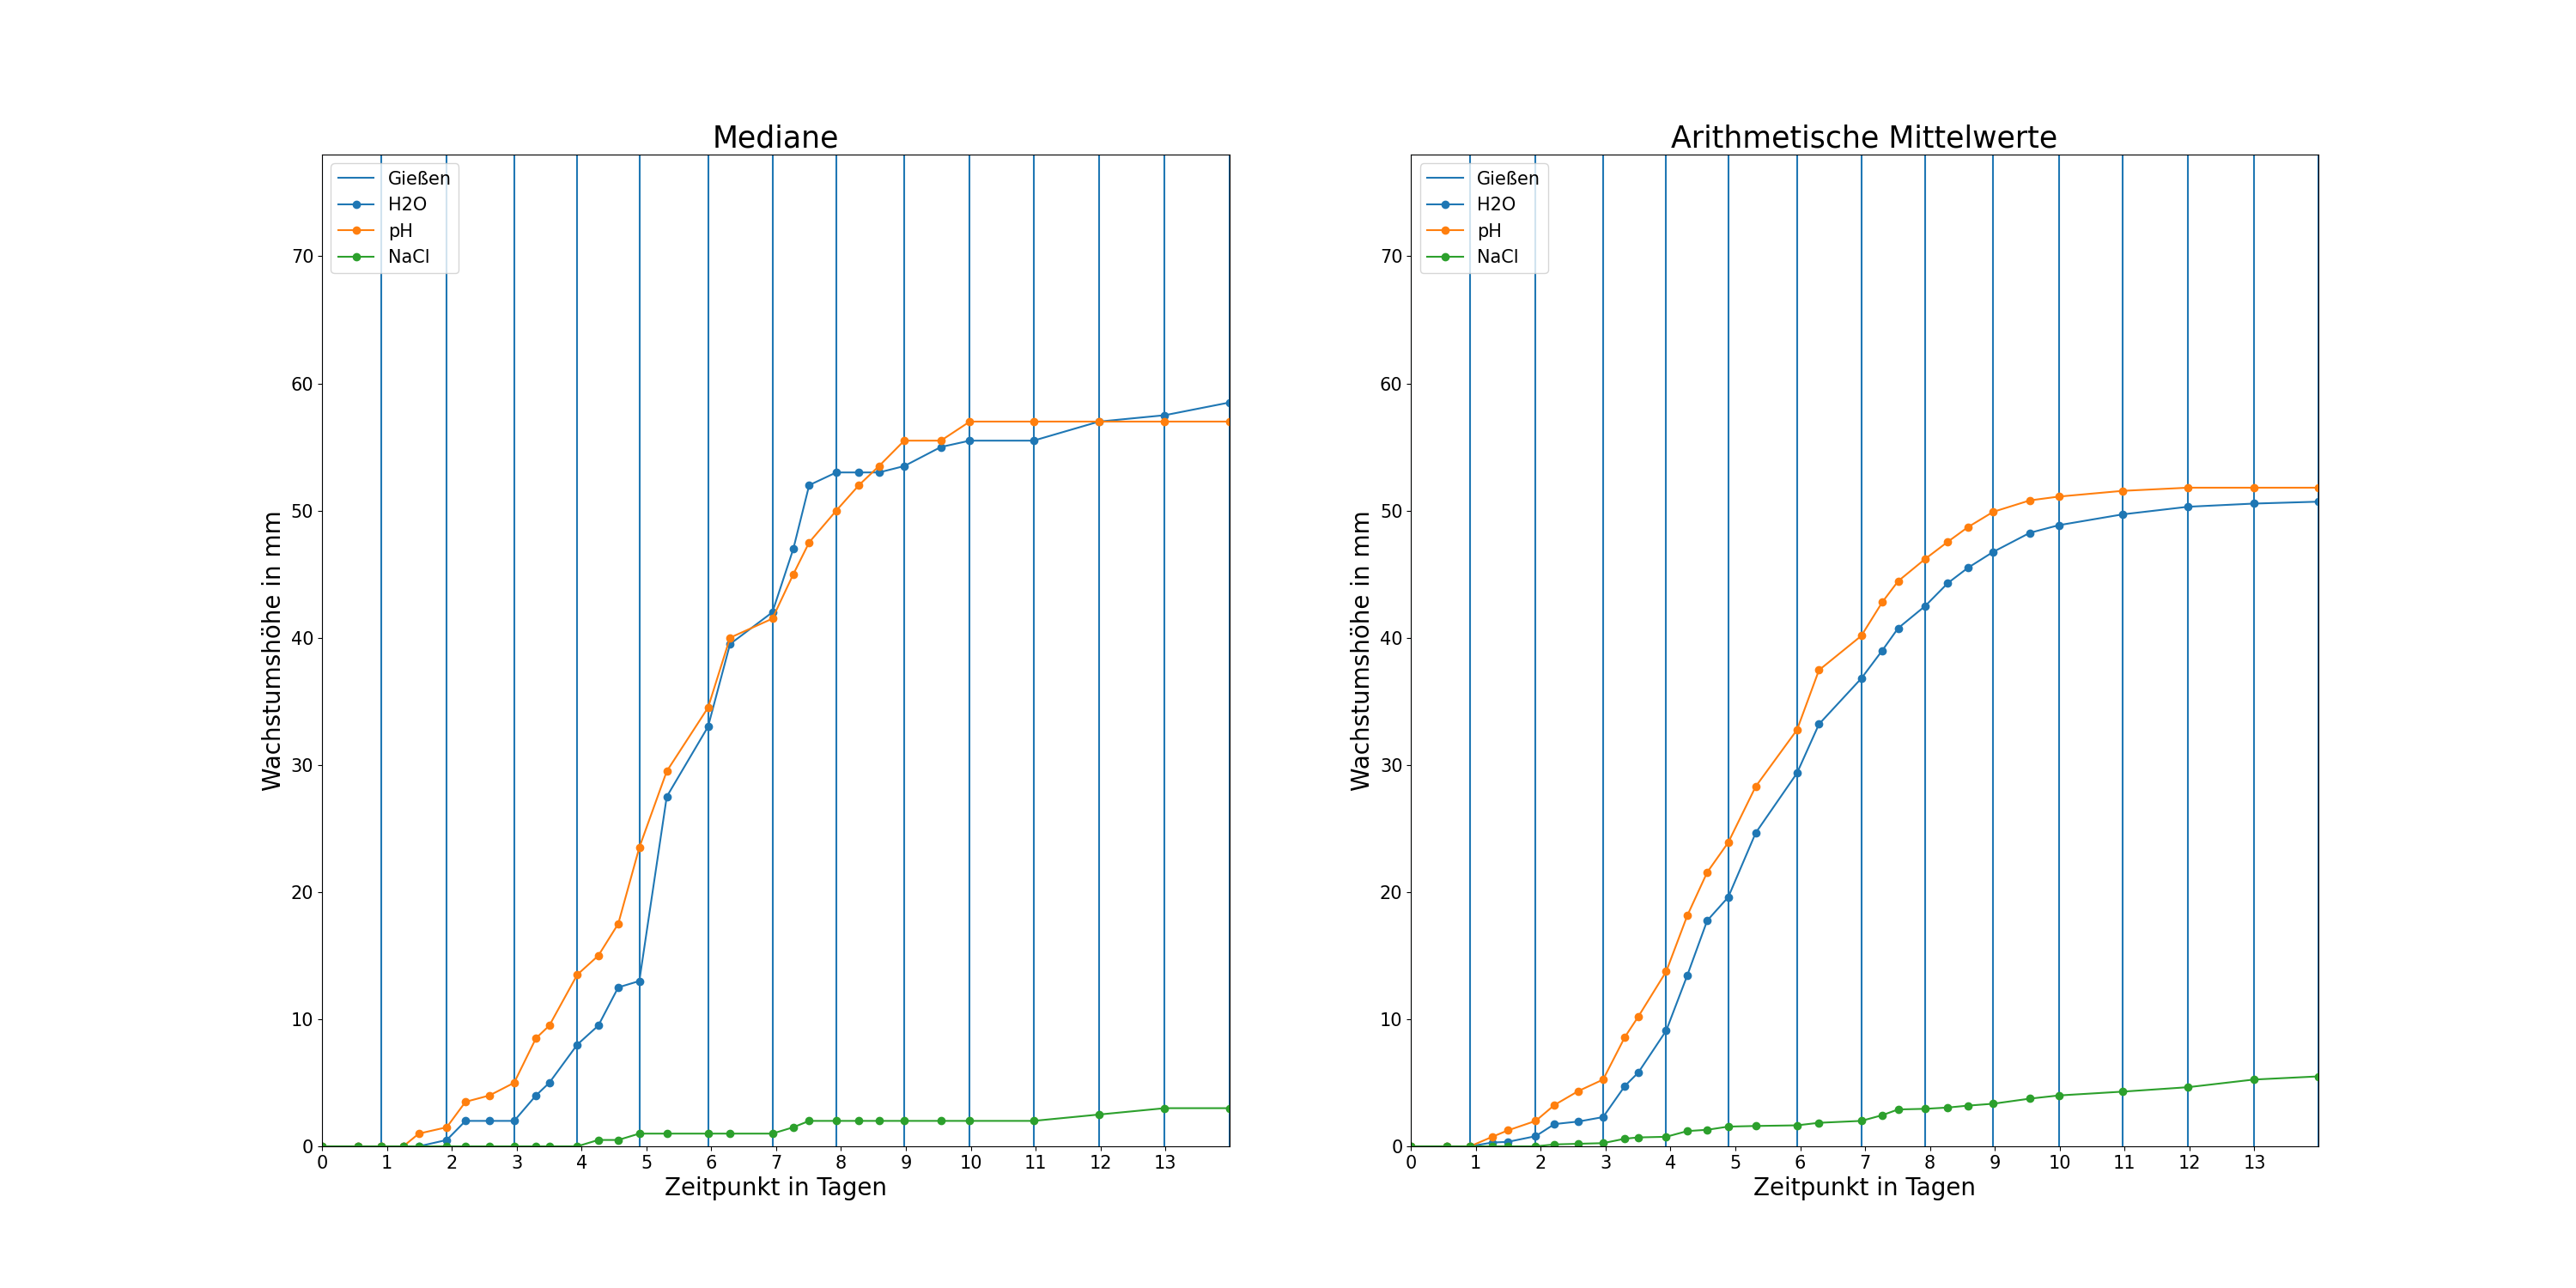 Mediane
Gießen
H2O
pH
NaCl
70
60
50
40
30
20
10
0
Wachstumshöhe in mm
0 1 2 3 4 5 6 7 8 9 10 11 12 13
Zeitpunkt in Tagen
Arithmetische Mittelwerte
Gießen
H2O
pH
NaCl
70
60
50
40
30
20
10
0
Wachstumshöhe in mm
0 1 2 3 4 5 6 7 8 9 10 11 12 13
Zeitpunkt in Tagen